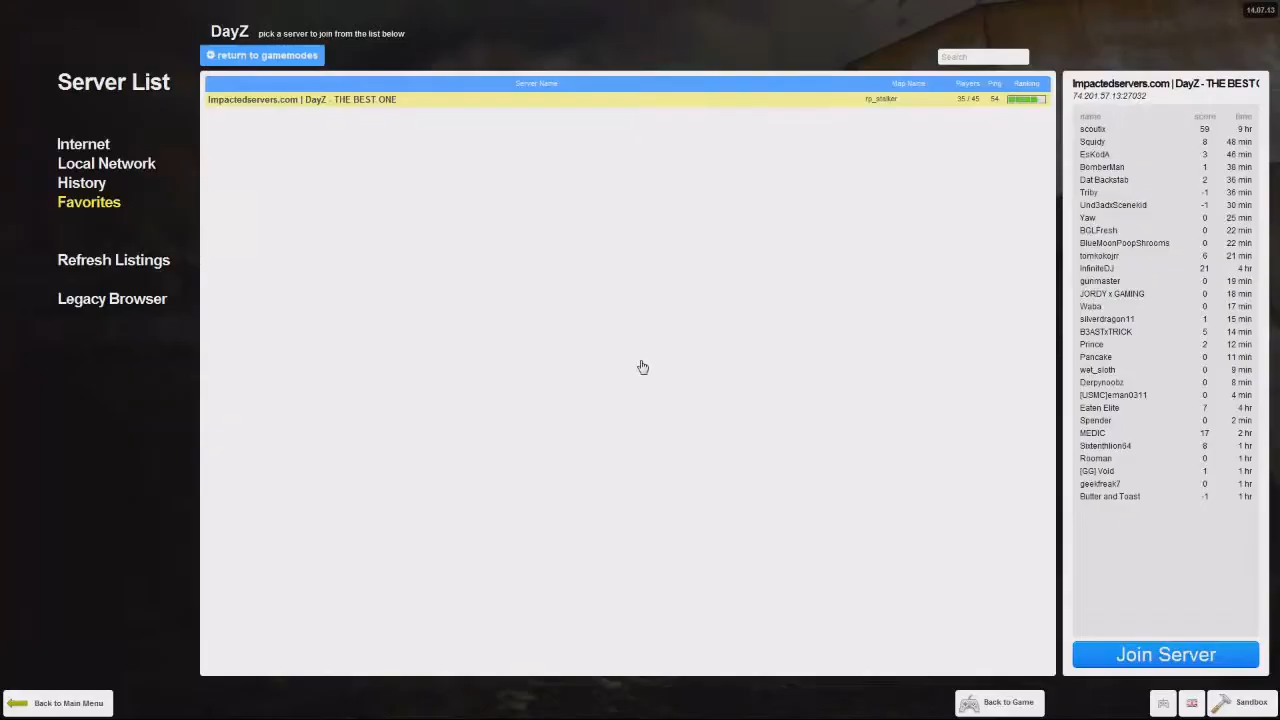 14.07.13
DayZ pick a server to join from the list below
return to gamemodes
Search
Server List
Internet
Local Network
History
Favorites
Refresh Listings
Legacy Browser
Server Name Map Name Players Ping Ranking
Impactedservers.com | DayZ - THE BEST ONE rp_stalker 35 / 45 54
Impactedservers.com | DayZ - THE BEST O
74.201.57.13:27032
name score time
scoutix 59 9 hr
Squidy 8 48 min
EsKodA 3 46 min
BomberMan 1 38 min
Dat Backstab 2 36 min
Triby -1 36 min
Und3adxScenekid -1 30 min
Yaw 0 25 min
BGLFresh 0 22 min
BlueMoonPoopShrooms 0 22 min
tomkokojrr 6 21 min
InfiniteDJ 21 4 hr
gunmaster 0 19 min
JORDY x GAMING 0 18 min
Waba 0 17 min
silverdragon11 1 15 min
B3ASTxTRICK 5 14 min
Prince 2 12 min
Pancake 0 11 min
wet_sloth 0 9 min
Derpynoobz 0 8 min
[USMC]eman0311 0 4 min
Eaten Elite 7 4 hr
Spender 0 2 min
MEDIC 17 2 hr
Sixtenthlion64 8 1 hr
Rooman 0 1 hr
[GG] Void 1 1 hr
geekfreak7 0 1 hr
Butter and Toast -1 1 hr
Join Server
Back to Main Menu
Back to Game
Sandbox